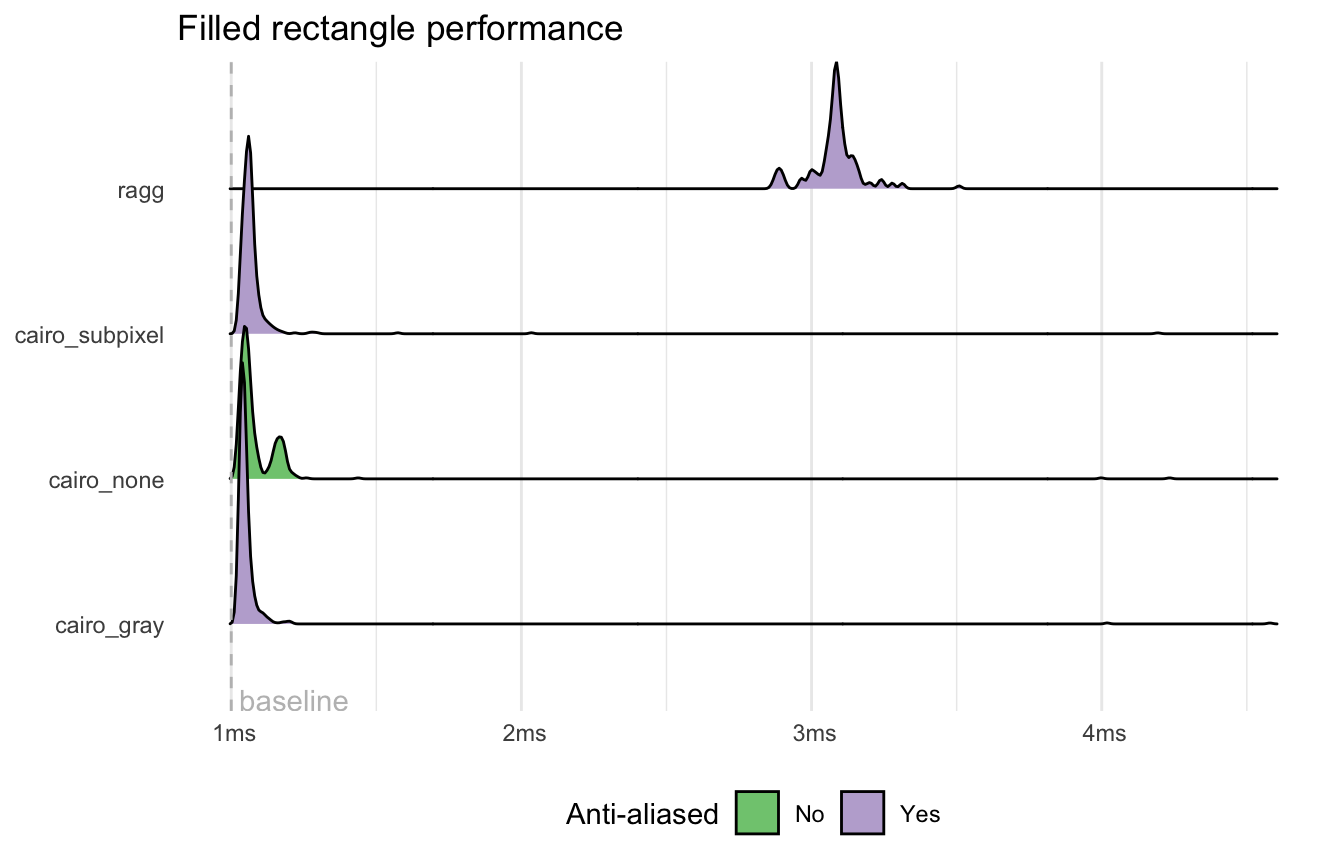 Filled rectangle performance
ragg
cairo_subpixel
cairo_none
cairo_gray
baseline
1ms 2ms 3ms 4ms
Anti-aliased No Yes